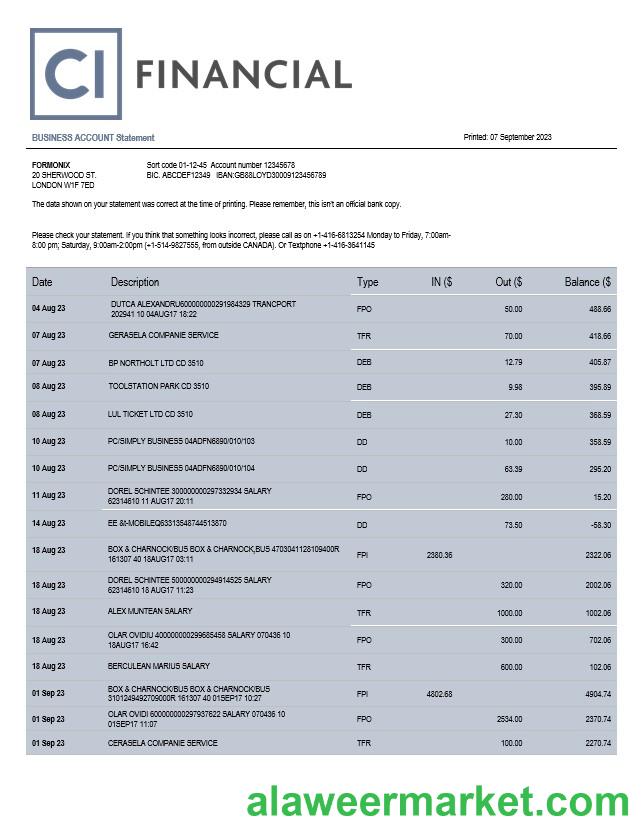 CI FINANCIAL
BUSINESS ACCOUNT Statement
Printed: 07 September 2023
FORMONIX
Sort code 01-12-45 Account number 12345678
20 SHERWOOD ST.
BIC. ABCDEF12349 IBAN:GB88LOYD30009123456789
LONDON W1F 7ED
The data shown on your statement was correct at the time of printing. Please remember, this isn't an official bank copy.
Please check your statement. If you think that something looks incorrect, please call as on +1-416-6813254 Monday to Friday, 7:00am-
8:00 pm; Saturday, 9:00am-2:00pm (+1-514-9827555, from outside CANADA). Or Textphone +1-416-3641145
Date Description Type IN ($ Out ($ Balance ($
04 Aug 23 DUTCA ALEXANDRU600000000291984329 TRANCPORT
202941 10 04AUG17 18:22 FPO 50.00 488.66
07 Aug 23 GERASELA COMPANIE SERVICE TFR 70.00 418.66
07 Aug 23 BP NORTHOLT LTD CD 3510 DEB 12.79 405.87
08 Aug 23 TOOLSTATION PARK CD 3510 DEB 9.98 395.89
08 Aug 23 LUL TICKET LTD CD 3510 DEB 27.30 368.59
10 Aug 23 PC/SIMPLY BUSINESS 04ADFN6890/010/103 DD 10.00 358.59
10 Aug 23 PC/SIMPLY BUSINESS 04ADFN6890/010/104 DD 63.39 295.20
11 Aug 23 DOREL SCHINTEE 300000000297332934 SALARY
62314610 11 AUG17 20:11 FPO 280.00 15.20
14 Aug 23 EE &t-MOBILEQ63313548744513870 DD 73.50 -58.30
18 Aug 23 BOX & CHARNOCK/BUS BOX & CHARNOCK,BUS 4703041128109400R
161307 40 18AUG17 03:11 FPI 2380.36 2322.06
18 Aug 23 DOREL SCHINTEE 500000000294914525 SALARY
62314610 18 AUG17 11:23 FPO 320.00 2002.06
18 Aug 23 ALEX MUNTEAN SALARY TFR 1000.00 1002.06
18 Aug 23 OLAR OVIDIU 400000000299685458 SALARY 070436 10
18AUG17 16:42 FPO 300.00 702.06
18 Aug 23 BERCULEAN MARIUS SALARY TFR 600.00 102.06
01 Sep 23 BOX & CHARNOCK/BUS BOX & CHARNOCK/BUS
3101249492709000R 161307 40 01SEP17 10:27 FPI 4802.68 4904.74
01 Sep 23 OLAR OVIDI 600000000297937622 SALARY 070436 10
01SEP17 11:07 FPO 2534.00 2370.74
01 Sep 23 CERASELA COMPANIE SERVICE TFR 100.00 2270.74
alaweermarket.com